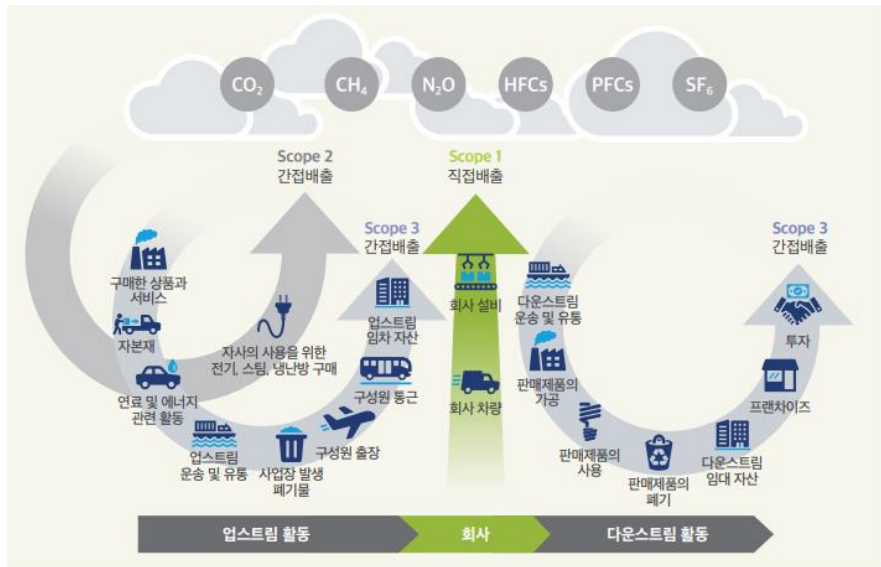 CO₂
CH₄
N₂O
HFCs
PFCs
SF₆
Scope 2
간접배출
Scope 1
직접배출
Scope 3
간접배출
Scope 3
간접배출
구매한 상품과
서비스
자본재
연료 및 에너지
관련 활동
업스트림
운송 및 유통
사업장 발생
폐기물
구성원 출장
구성원 통근
업스트림
임차 자산
자사의 사용을 위한
전기, 스팀, 냉난방 구매
회사 설비
회사 차량
다운스트림
운송 및 유통
판매제품의
가공
판매제품의
사용
판매제품의
폐기
다운스트림
임대 자산
프랜차이즈
투자
업스트림 활동
회사
다운스트림 활동